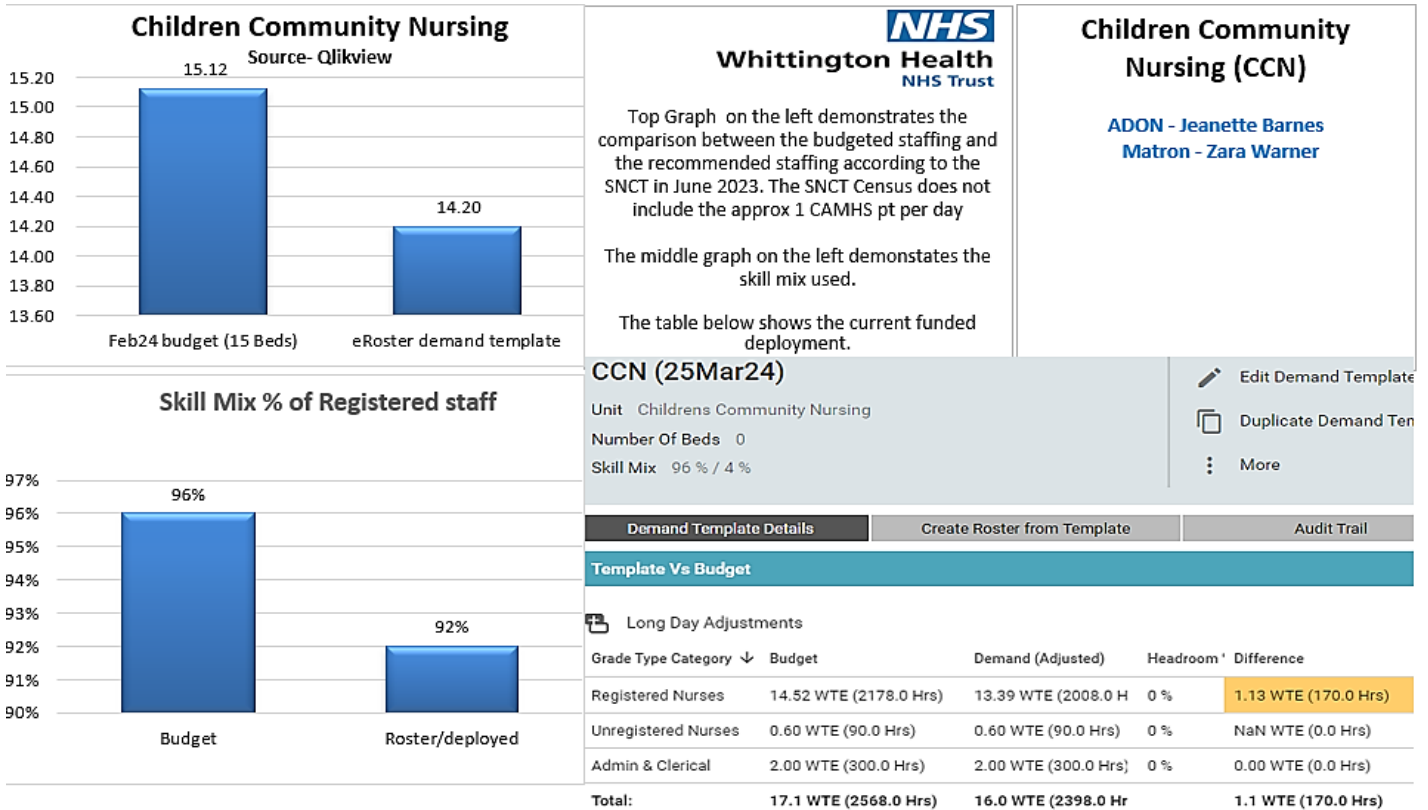 Children Community Nursing
Source- Qlikview
15.20
15.00
14.80
14.60
14.40
14.20
14.00
13.80
13.60
15.12
14.20
Feb24 budget (15 Beds)
eRoster demand template
NHS
Whittington Health
NHS Trust
Top Graph on the left demonstrates the
comparison between the budgeted staffing and
the recommended staffing according to the
SNCT in June 2023. The SNCT Census does not
include the approx 1 CAMHS pt per day
The middle graph on the left demonstates the
skill mix used.
The table below shows the current funded
deployment.
Children Community
Nursing (CCN)
ADON - Jeanette Barnes
Matron - Zara Warner
Skill Mix % of Registered staff
97%
96%
95%
94%
93%
92%
91%
90%
96%
92%
Budget
Roster/deployed
CCN (25Mar24)
Unit Childrens Community Nursing
Number Of Beds 0
Skill Mix 96 % / 4 %
Edit Demand Template
Duplicate Demand Ten
More
Demand Template Details Create Roster from Template Audit Trail
Template Vs Budget
Long Day Adjustments
Grade Type Category Budget Demand (Adjusted) Headroom Difference
Registered Nurses 14.52 WTE (2178.0 Hrs) 13.39 WTE (2008.0 H 0 % 1.13 WTE (170.0 Hrs)
Unregistered Nurses 0.60 WTE (90.0 Hrs) 0.60 WTE (90.0 Hrs) 0 % NaN WTE (0.0 Hrs)
Admin & Clerical 2.00 WTE (300.0 Hrs) 2.00 WTE (300.0 Hrs) 0 % 0.00 WTE (0.0 Hrs)
Total: 17.1 WTE (2568.0 Hrs) 16.0 WTE (2398.0 Hr 1.1 WTE (170.0 Hrs)